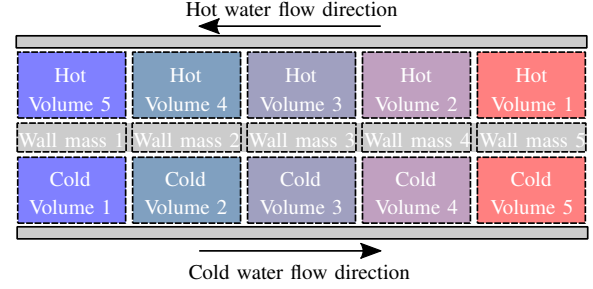 Hot water flow direction
Hot Hot Hot Hot Hot
Volume 5 Volume 4 Volume 3 Volume 2 Volume 1
Wall mass 1 Wall mass 2 Wall mass 3 Wall mass 4 Wall mass 5
Cold Cold Cold Cold Cold
Volume 1 Volume 2 Volume 3 Volume 4 Volume 5
Cold water flow direction